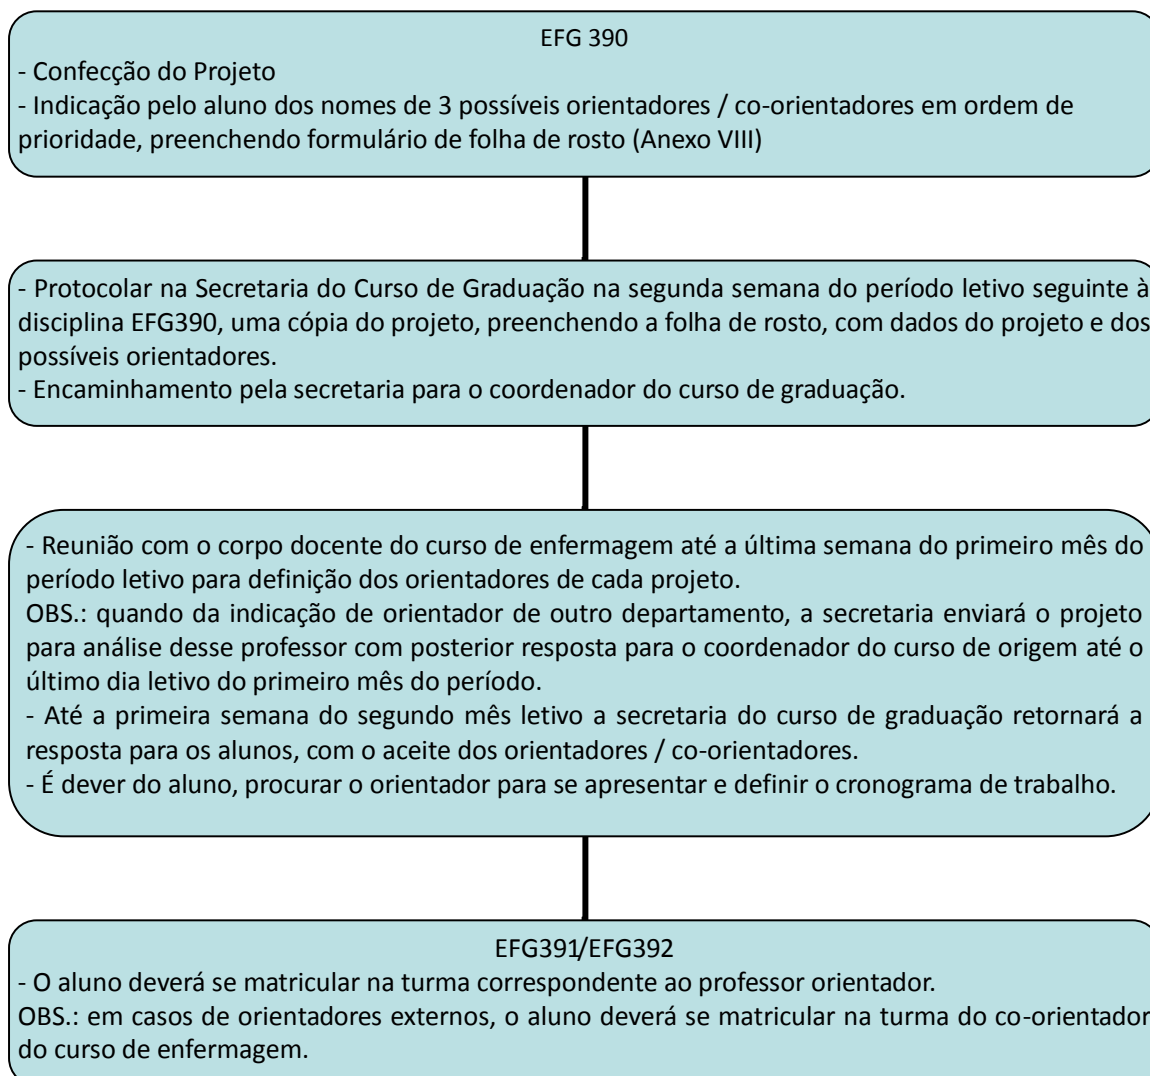 EFG 390
- Confecção do Projeto
- Indicação pelo aluno dos nomes de 3 possíveis orientadores / co-orientadores em ordem de
prioridade, preenchendo formulário de folha de rosto (Anexo VIII)
- Protocolar na Secretaria do Curso de Graduação na segunda semana do período letivo seguinte à
disciplina EFG390, uma cópia do projeto, preenchendo a folha de rosto, com dados do projeto e dos
possíveis orientadores.
- Encaminhamento pela secretaria para o coordenador do curso de graduação.
- Reunião com o corpo docente do curso de enfermagem até a última semana do primeiro mês do
período letivo para definição dos orientadores de cada projeto.
OBS.: quando da indicação de orientador de outro departamento, a secretaria enviará o projeto
para análise desse professor com posterior resposta para o coordenador do curso de origem até o
último dia letivo do primeiro mês do período.
- Até a primeira semana do segundo mês letivo a secretaria do curso de graduação retornará a
resposta para os alunos, com o aceite dos orientadores / co-orientadores.
- É dever do aluno, procurar o orientador para se apresentar e definir o cronograma de trabalho.
EFG391/EFG392
- O aluno deverá se matricular na turma correspondente ao professor orientador.
OBS.: em casos de orientadores externos, o aluno deverá se matricular na turma do co-orientador
do curso de enfermagem.